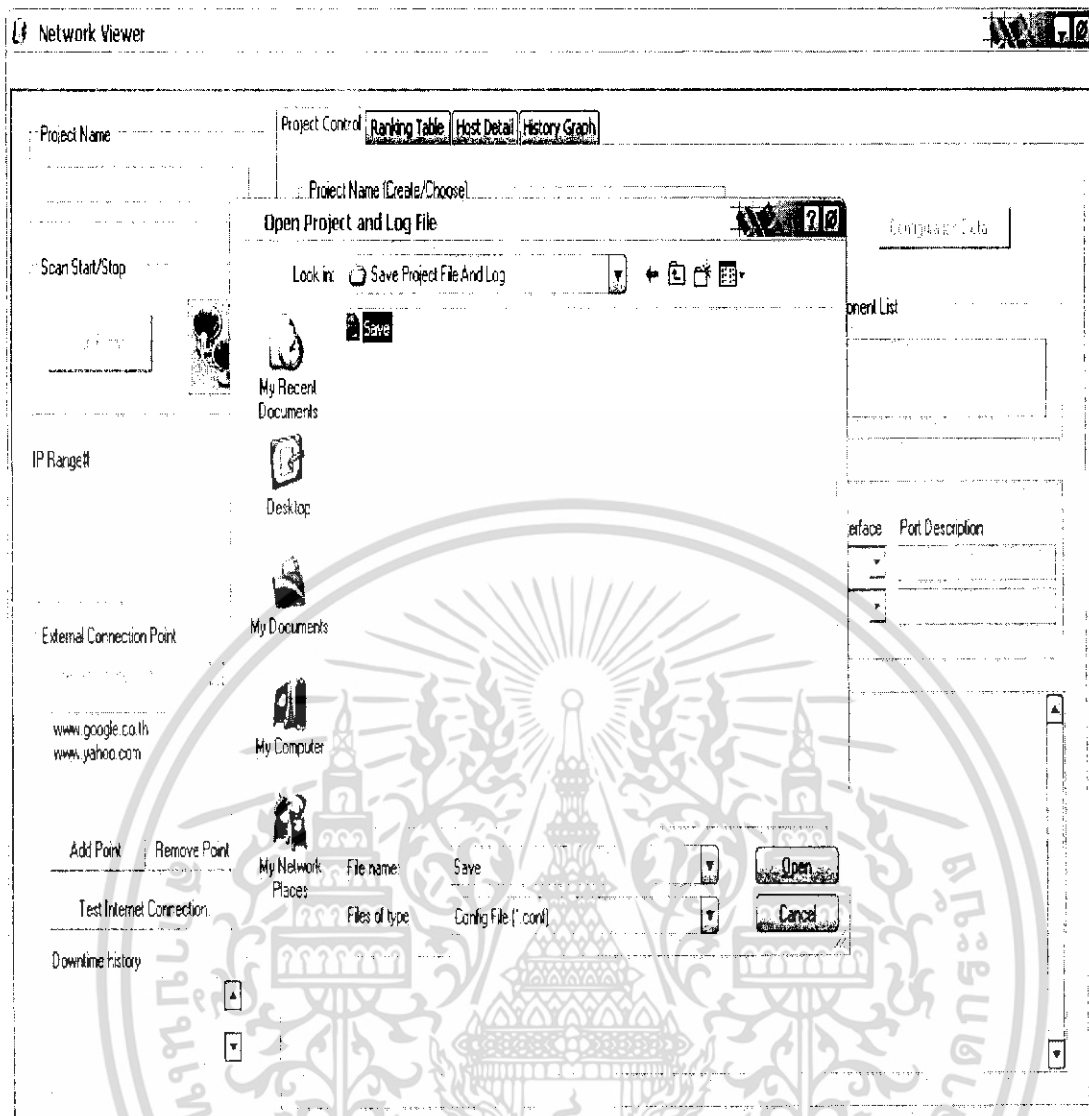 Network Viewer
Project Name
Project Control
Ranking Table
Host Detail
History Graph
Project Name (Create/Choose)
Open Project and Log File
Look in:
Save Project File And Log
Scan Start/Stop
onent List
Save
My Recent
Documents
IP Range#
Desktop
erface
Port Description
My Documents
External Connection Point
www.google.co.th
www.yahoo.com
My Computer
Add Point
Remove Point
My Network
Places
File name:
Save
Open
Test Internet Connection.
Files of type
Config File (*.conf)
Cancel
Downtime history